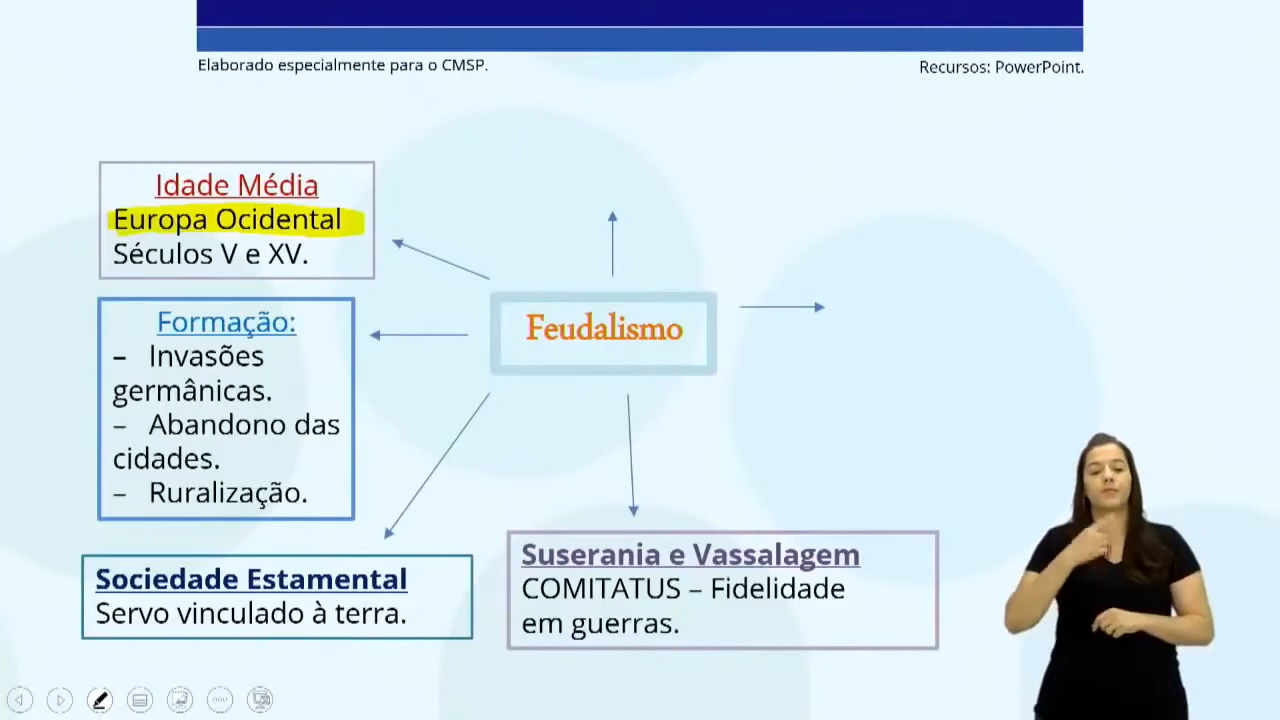 Elaborado especialmente para o CMSP.
Recursos: PowerPoint.
Idade Média
Europa Ocidental
Séculos V e XV.
Feudalismo
Formação:
– Invasões
germânicas.
– Abandono das
cidades.
– Ruralização.
Sociedade Estamental
Servo vinculado à terra.
Suserania e Vassalagem
COMITATUS – Fidelidade
em guerras.